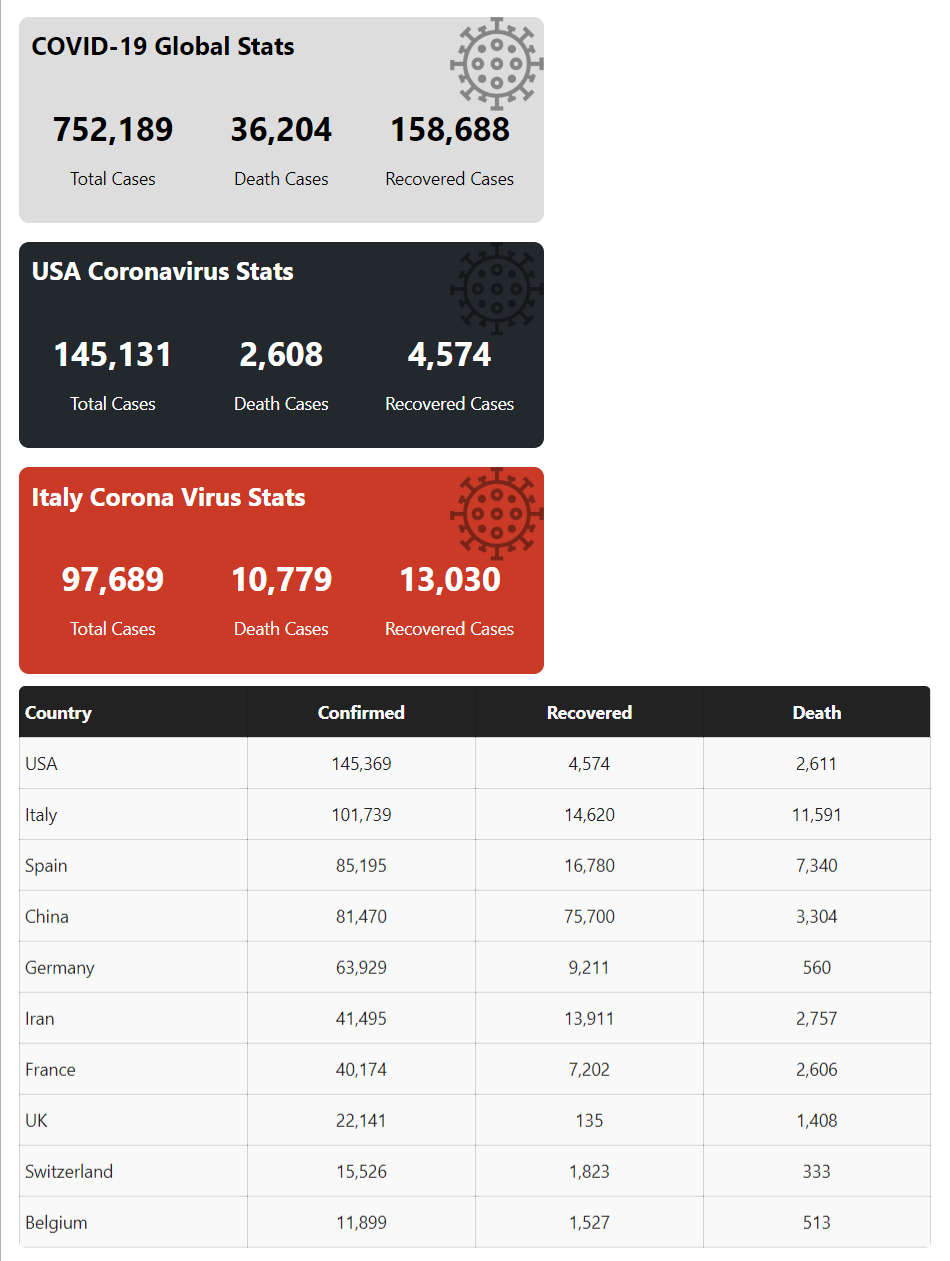 COVID-19 Global Stats
752,189 36,204 158,688
Total Cases Death Cases Recovered Cases
USA Coronavirus Stats
145,131 2,608 4,574
Total Cases Death Cases Recovered Cases
Italy Corona Virus Stats
97,689 10,779 13,030
Total Cases Death Cases Recovered Cases
Country Confirmed Recovered Death
USA 145,369 4,574 2,611
Italy 101,739 14,620 11,591
Spain 85,195 16,780 7,340
China 81,470 75,700 3,304
Germany 63,929 9,211 560
Iran 41,495 13,911 2,757
France 40,174 7,202 2,606
UK 22,141 135 1,408
Switzerland 15,526 1,823 333
Belgium 11,899 1,527 513